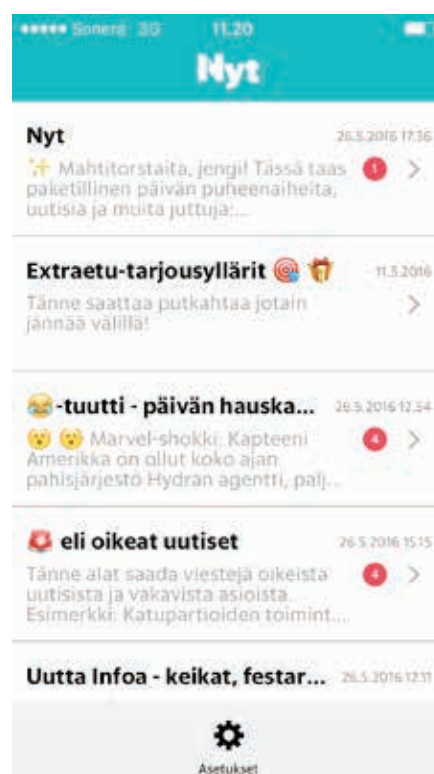 Sonera 3G 11.20
Nyt
Nyt 26.5.2016 17.36
✨ Mahtitorstaita, jengi! Tässä taas 1
paketillinen päivän puheenaiheita,
uutisia ja muita juttuja:...
Extraetu-tarjousyllärit 🎯 🎁 11.3.2016
Tänne saattaa putkahtaa jotain
jännää välillä!
😂-tuutti - päivän hauska... 26.5.2016 12.54
😮 😮 Marvel-shokki: Kapteeni 4
Amerikka on ollut koko ajan
pahisjärjestö Hydran agentti, palj...
eli oikeat uutiset 26.5.2016 15.15
Tänne alat saada viestejä oikeista 4
uutisista ja vakavista asioista.
Esimerkki: Katupartioiden toimint....
Uutta Infoa - keikat, festar... 26.5.2016 12.11
Asetukset